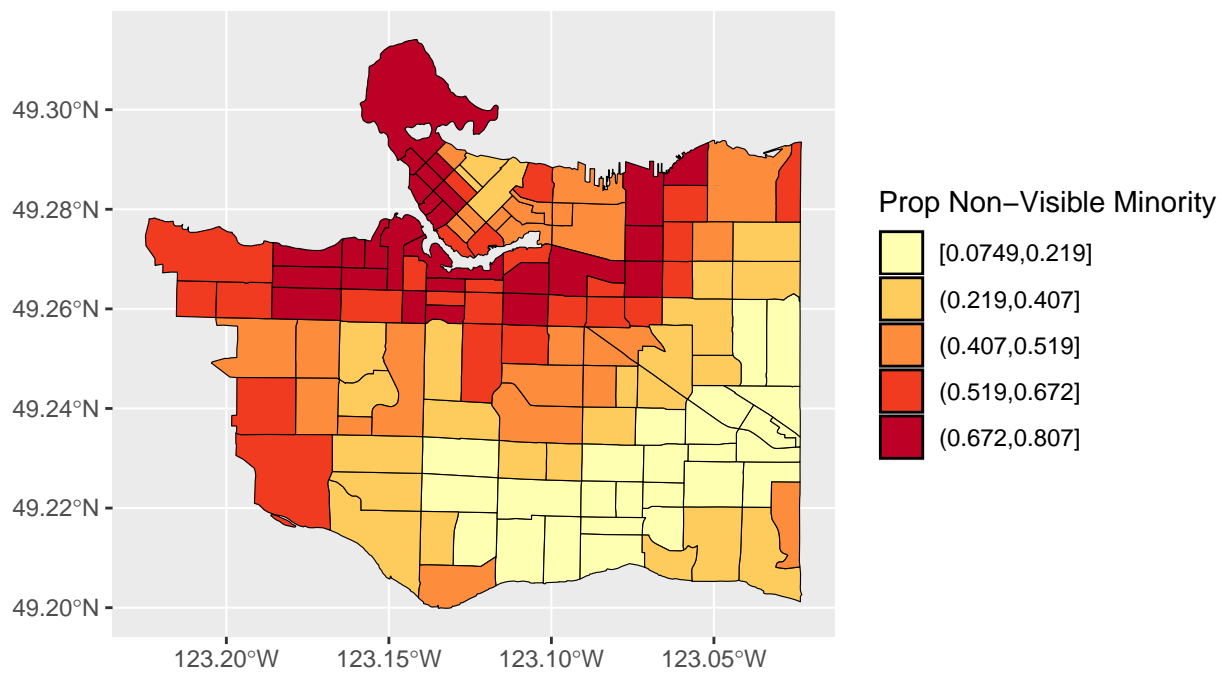 49.30°N
49.28°N
49.26°N
49.24°N
49.22°N
49.20°N
123.20°W 123.15°W 123.10°W 123.05°W
Prop Non−Visible Minority
[0.0749,0.219]
(0.219,0.407]
(0.407,0.519]
(0.519,0.672]
(0.672,0.807]